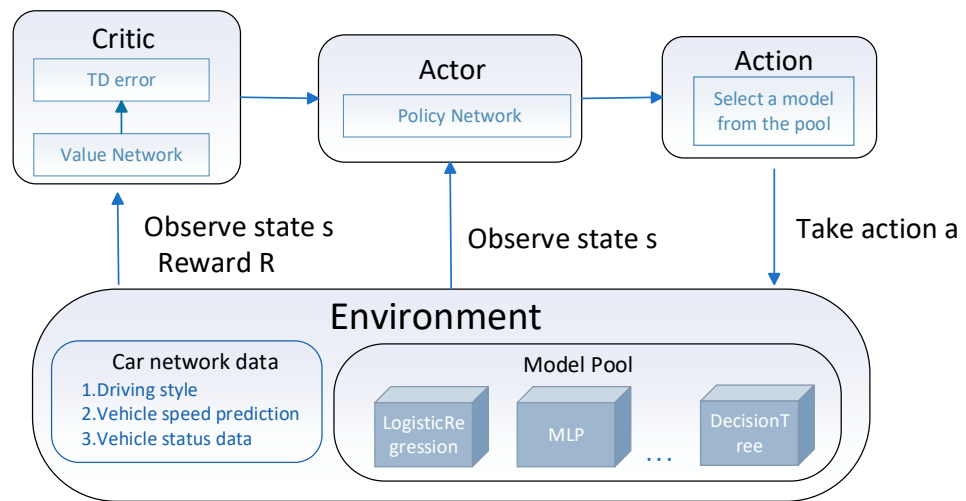 Critic
TD error
Value Network
Actor
Policy Network
Action
Select a model
from the pool
Observe state s
Reward R
Observe state s
Take action a
Environment
Car network data
1.Driving style
2.Vehicle speed prediction
3.Vehicle status data
Model Pool
LogisticRe
gression
MLP
...
DecisionT
ree